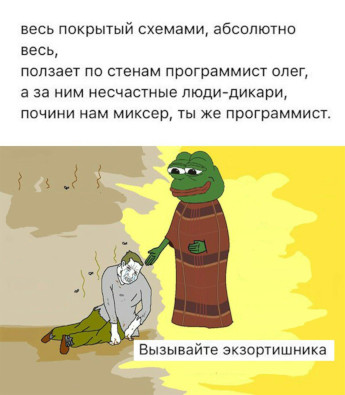 весь покрытый схемами, абсолютно
весь,
ползает по стенам программист олег,
а за ним несчастные люди-дикари,
почини нам миксер, ты же программист.
Вызывайте экзортишника